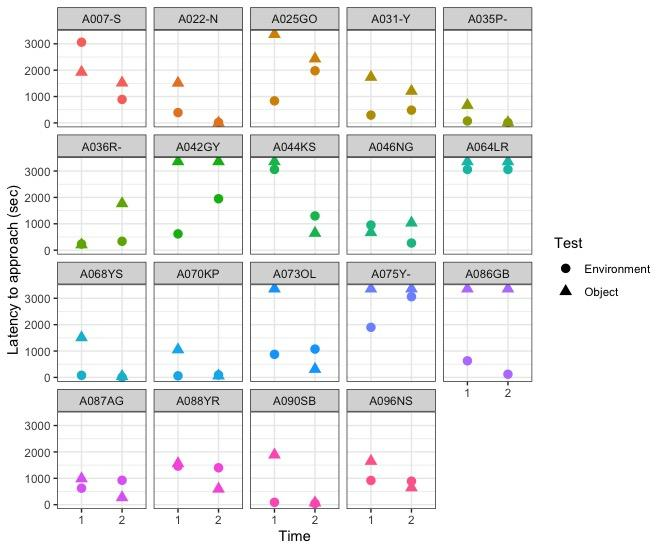 A007-S A022-N A025GO A031-Y A035P-
3000
2000
1000
0
A036R- A042GY A044KS A046NG A064LR
3000
2000
1000
0
Latency to approach (sec)
Test
Environment
Object
A068YS A070KP A073OL A075Y- A086GB
3000
2000
1000
0
1 2
A087AG A088YR A090SB A096NS
3000
2000
1000
0
1 2 1 2 1 2 1 2
Time